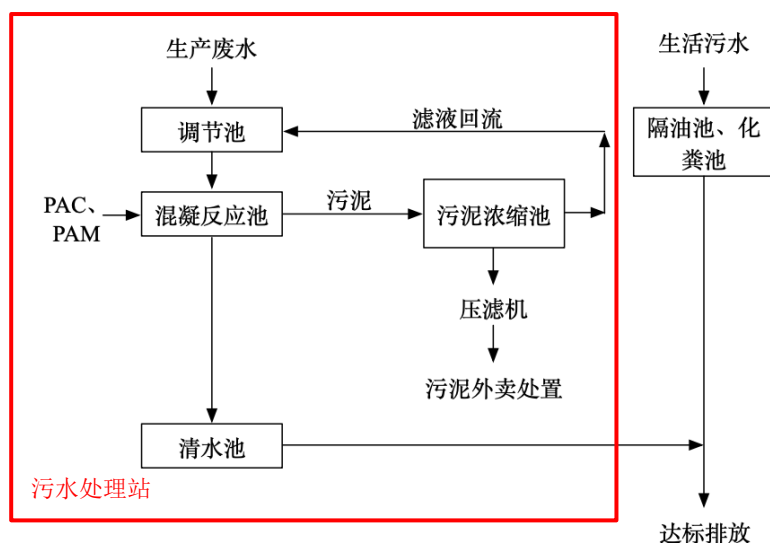 生产废水
生活污水
调节池
滤液回流
隔油池、化
粪池
PAC、
PAM
混凝反应池
污泥
污泥浓缩池
压滤机
污泥外卖处置
清水池
污水处理站
达标排放